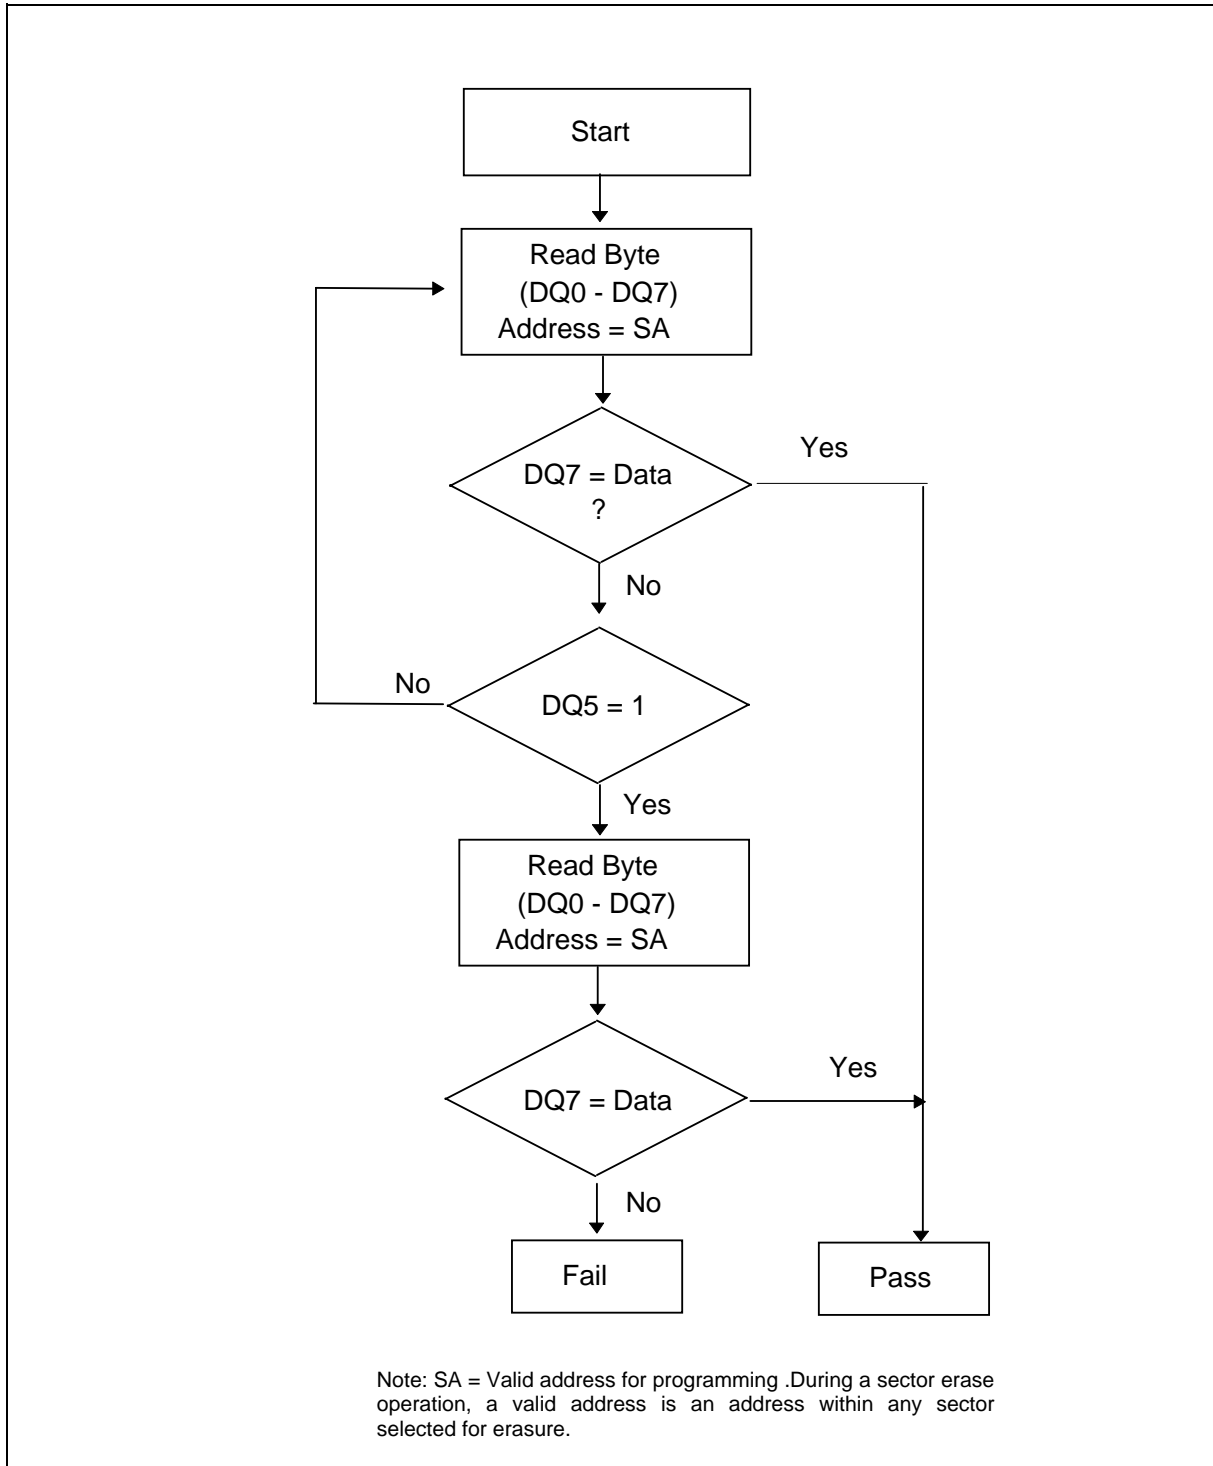 Start
Read Byte
(DQ0 - DQ7)
Address = SA
DQ7 = Data
?
Yes
No
DQ5 = 1
No
Yes
Read Byte
(DQ0 - DQ7)
Address = SA
DQ7 = Data
Yes
No
Fail
Pass
Note: SA = Valid address for programming .During a sector erase
operation, a valid address is an address within any sector
selected for erasure.